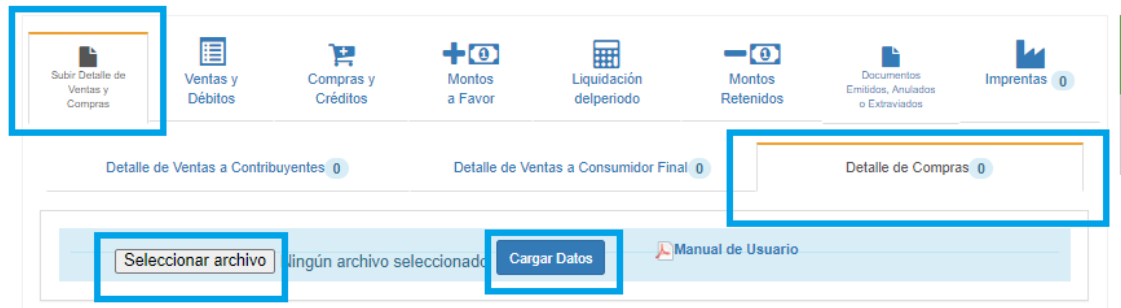 Subir Detalle de
Ventas y
Compras
Ventas y
Débitos
Compras y
Créditos
Montos
a Favor
Liquidación
delperiodo
Montos
Retenidos
Documentos
Emitidos, Anulados
o Extraviados
Imprentas 0
Detalle de Ventas a Contribuyentes 0
Detalle de Ventas a Consumidor Final 0
Detalle de Compras 0
Seleccionar archivo
Ningún archivo seleccionado
Cargar Datos
Manual de Usuario